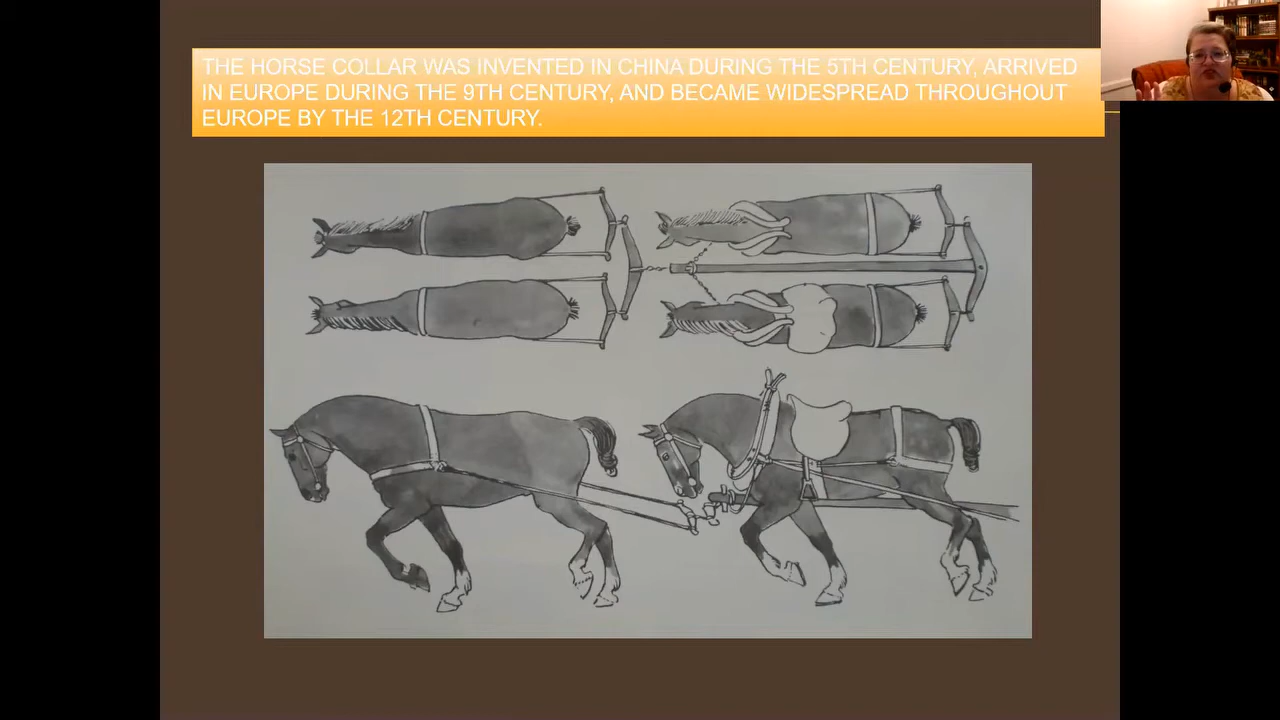 THE HORSE COLLAR WAS INVENTED IN CHINA DURING THE 5TH CENTURY, ARRIVED
IN EUROPE DURING THE 9TH CENTURY, AND BECAME WIDESPREAD THROUGHOUT
EUROPE BY THE 12TH CENTURY.